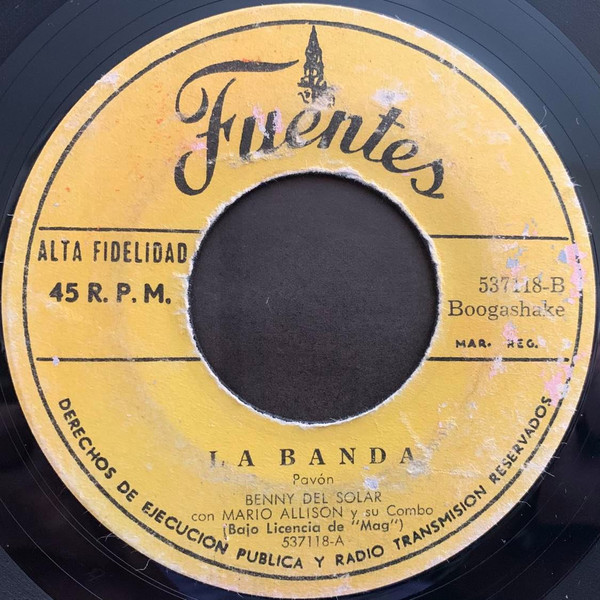 Fuentes
ALTA FIDELIDAD
45 R. P. M.
537118-B
Boogashake
MAR. REG.
LA BANDA
Pavón
BENNY DEL SOLAR
con MARIO ALLISON y su Combo
(Bajo Licencia de "Mag")
537118-A
DERECHOS DE EJECUCION PUBLICA Y RADIO TRANSMISION RESERVADOS